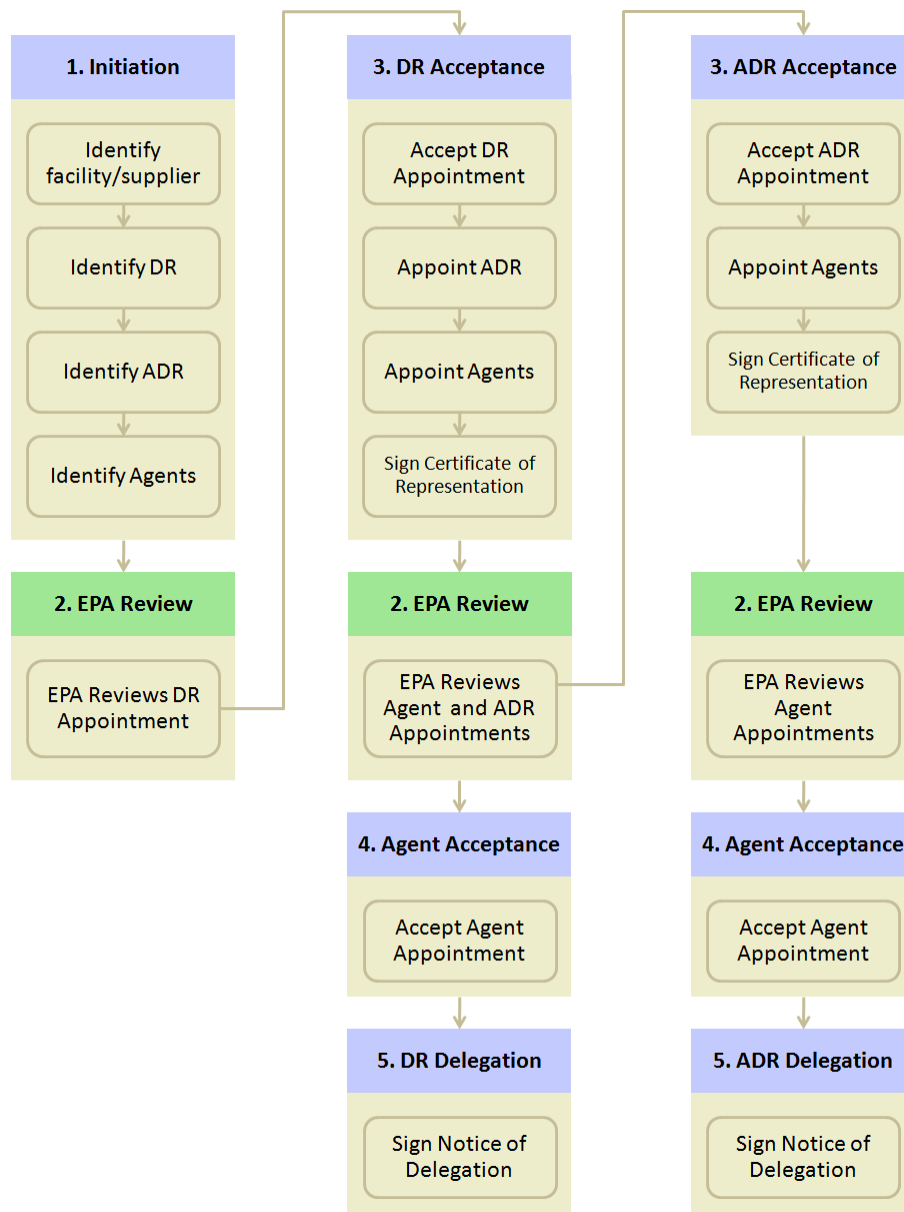 1. Initiation
Identify
facility/supplier
Identify DR
Identify ADR
Identify Agents
2. EPA Review
EPA Reviews DR
Appointment
3. DR Acceptance
Accept DR
Appointment
Appoint ADR
Appoint Agents
Sign Certificate of
Representation
2. EPA Review
EPA Reviews
Agent and ADR
Appointments
4. Agent Acceptance
Accept Agent
Appointment
5. DR Delegation
Sign Notice of
Delegation
3. ADR Acceptance
Accept ADR
Appointment
Appoint Agents
Sign Certificate of
Representation
2. EPA Review
EPA Reviews
Agent
Appointments
4. Agent Acceptance
Accept Agent
Appointment
5. ADR Delegation
Sign Notice of
Delegation